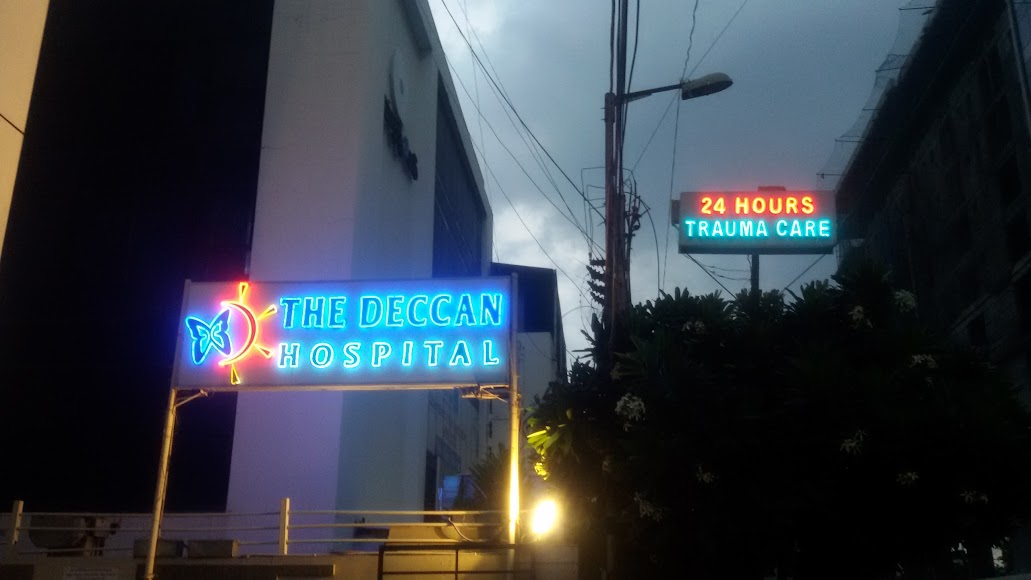 THE DECCAN
HOSPITAL
24 HOURS
TRAUMA CARE